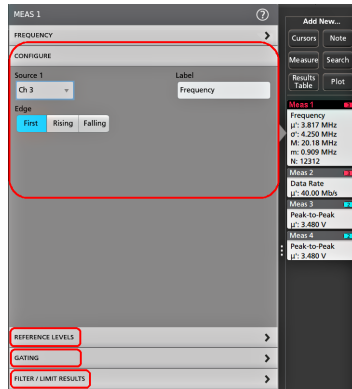 MEAS 1
?
FREQUENCY
CONFIGURE
Source 1
Label
Ch 3
Frequency
Edge
First Rising Falling
REFERENCE LEVELS
GATING
FILTER / LIMIT RESULTS
Add New...
Cursors Note
Measure Search
Results Table Plot
Meas 1
Frequency
µ': 3.817 MHz
σ': 4.250 MHz
M: 20.18 MHz
m: 0.909 MHz
N: 12312
Meas 2
Data Rate
µ': 40.00 Mb/s
Meas 3
Peak-to-Peak
µ': 3.480 V
Meas 4
Peak-to-Peak
µ': 3.480 V